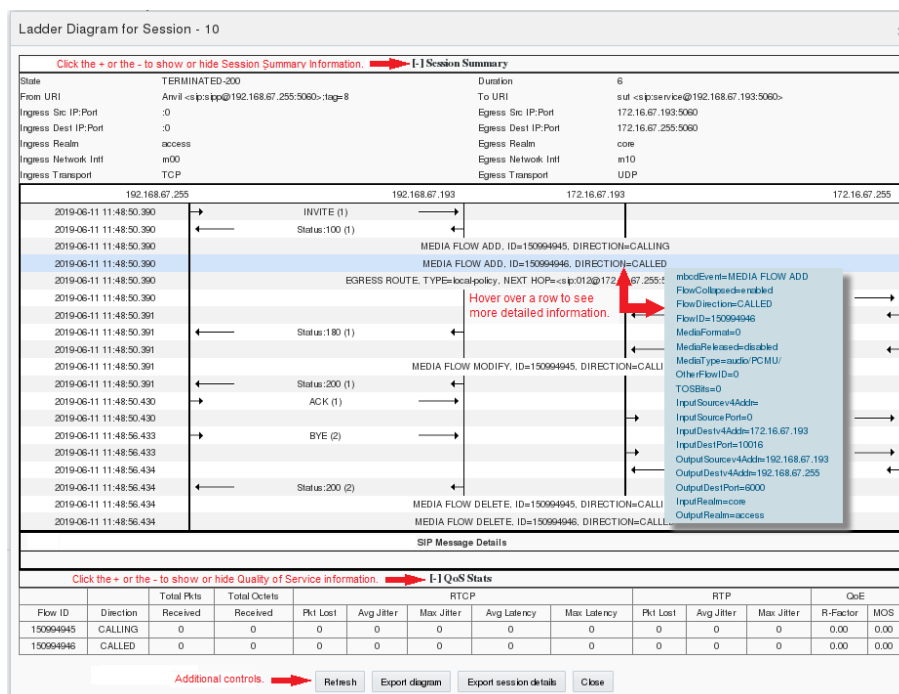 Ladder Diagram for Session - 10
Click the + or the - to show or hide Session Summary Information. [-] Session Summary
State TERMINATED-200 Duration 6
From URI Anvil <sip:sipp@192.168.67.255:5060>;tag=8 To URI sut <sip:service@192.168.67.193:5060>
Ingress Src IP:Port :0 Egress Src IP:Port 172.16.67.193:5060
Ingress Dest IP:Port :0 Egress Dest IP:Port 172.16.67.255:5060
Ingress Realm access Egress Realm core
Ingress Network Intf m00 Egress Network Intf m10
Ingress Transport TCP Egress Transport UDP
192.168.67.255 192.168.67.193 172.16.67.193 172.16.67.255
2019-06-11 11:48:50.390 INVITE (1)
2019-06-11 11:48:50.390 Status:100 (1)
2019-06-11 11:48:50.390 MEDIA FLOW ADD, ID=150994945, DIRECTION=CALLING
2019-06-11 11:48:50.390 MEDIA FLOW ADD, ID=150994946, DIRECTION=CALLED
2019-06-11 11:48:50.390 EGRESS ROUTE, TYPE=local-policy, NEXT HOP=<sip:012@172. 67.255:5
2019-06-11 11:48:50.390
2019-06-11 11:48:50.391
2019-06-11 11:48:50.391 Status:180 (1)
2019-06-11 11:48:50.391
2019-06-11 11:48:50.391 MEDIA FLOW MODIFY, ID=150994945, DIRECTION=C
2019-06-11 11:48:50.391 Status:200 (1)
2019-06-11 11:48:50.430 ACK (1)
2019-06-11 11:48:50.430
2019-06-11 11:48:56.433 BYE (2)
2019-06-11 11:48:56.433
2019-06-11 11:48:56.434
2019-06-11 11:48:56.434 Status:200 (2)
2019-06-11 11:48:56.434 MEDIA FLOW DELETE, ID=150994945, DIRECTION=CALLI
2019-06-11 11:48:56.434 MEDIA FLOW DELETE, ID=150994946, DIRECTION=CALLE
Hover over a row to see
more detailed information.
mbcdEvent=MEDIA FLOW ADD
FlowCollapsed=enabled
FlowDirection=CALLED
FlowID=150994946
MediaFormat=0
MediaReleased=disabled
MediaType=audio/PCMU/
OtherFlowID=0
TOSBits=0
InputSourcev4Addr=
InputSourcePort=0
InputDestv4Addr=172.16.67.193
InputDestPort=10016
OutputSourcev4Addr=192.168.67.193
OutputDestv4Addr=192.168.67.255
OutputDestPort=6000
InputRealm=core
OutputRealm=access
SIP Message Details
Click the + or the - to show or hide Quality of Service information. [-] QoS Stats
Total Pkts Total Octets RTCP RTP QoE
Flow ID Direction Received Received Pkt Lost Avg Jitter Max Jitter Avg Latency Max Latency Pkt Lost Avg Jitter Max Jitter R-Factor MOS
150994945 CALLING 0 0 0 0 0 0 0 0 0 0 0.00 0.00
150994946 CALLED 0 0 0 0 0 0 0 0 0 0 0.00 0.00
Additional controls. Refresh Export diagram Export session details Close